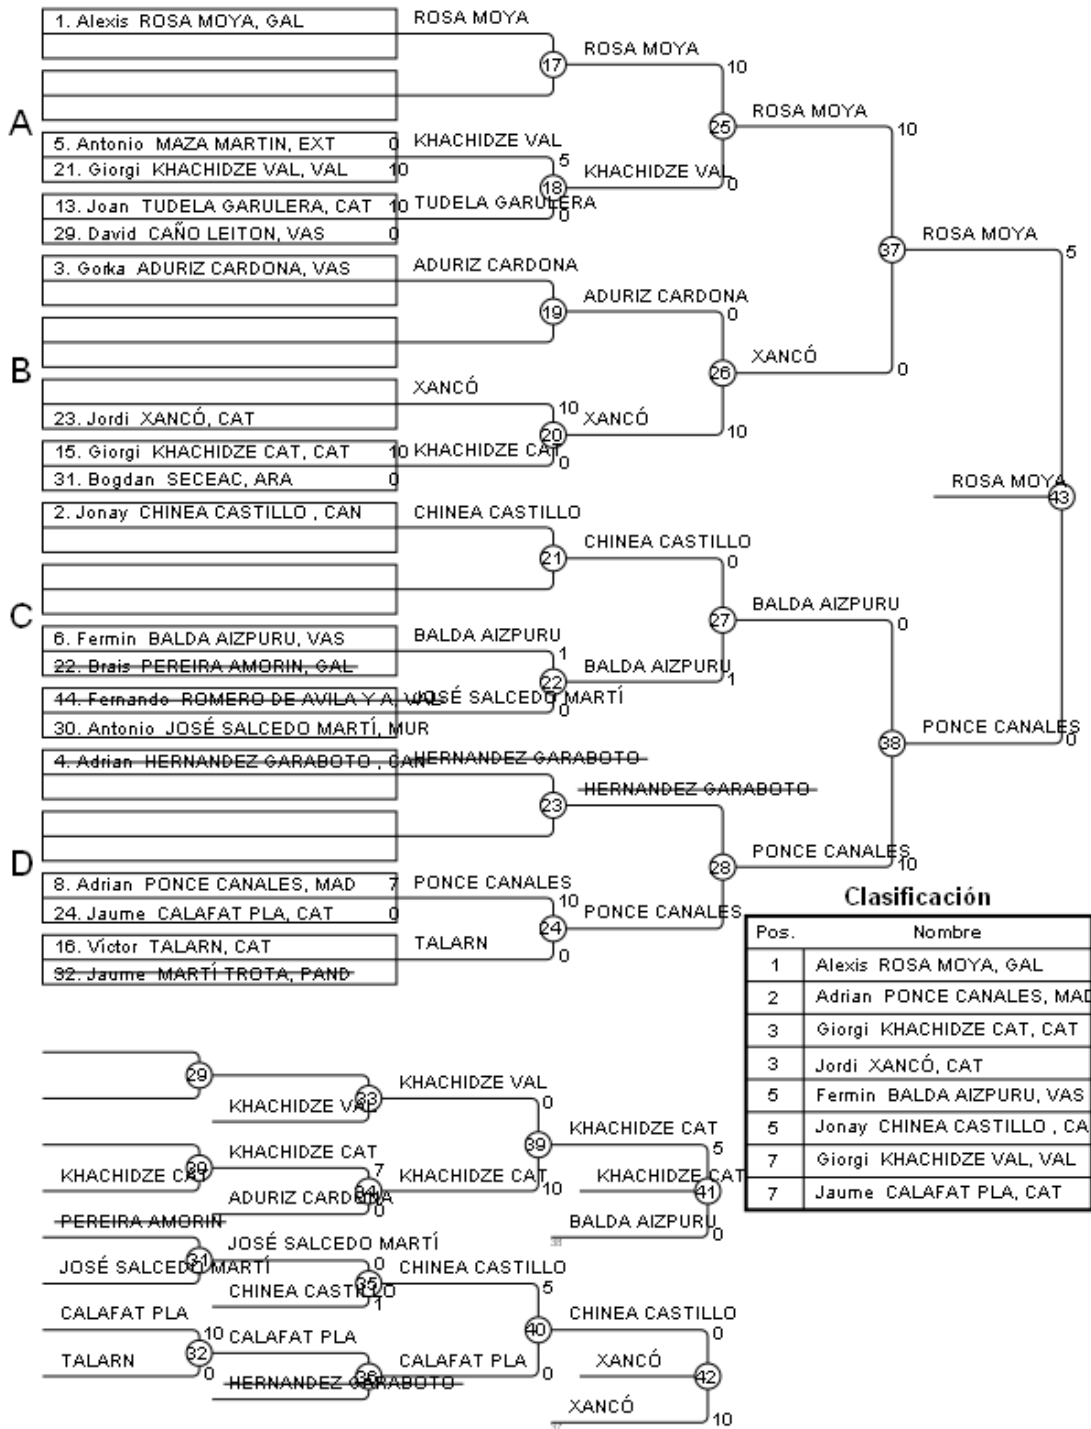 1. Alexis ROSA MOYA, GAL
ROSA MOYA
ROSA MOYA
17
10
ROSA MOYA
A
25
10
5. Antonio MAZA MARTIN, EXT 0
KHACHIDZE VAL
5
21. Giorgi KHACHIDZE VAL, VAL 10
18
KHACHIDZE VAL
0
13. Joan TUDELA GARULERA, CAT 10
TUDELA GARULERA
0
29. David CAÑO LEITON, VAS 0
ROSA MOYA
37
5
3. Gorka ADURIZ CARDONA, VAS
ADURIZ CARDONA
ADURIZ CARDONA
19
0
XANCÓ
B
26
0
XANCÓ
10
23. Jordi XANCÓ, CAT
XANCÓ
20
10
15. Giorgi KHACHIDZE CAT, CAT 10
KHACHIDZE CAT
0
31. Bogdan SECEAC, ARA 0
ROSA MOYA
43
2. Jonay CHINEA CASTILLO , CAN
CHINEA CASTILLO
CHINEA CASTILLO
21
0
BALDA AIZPURU
C
27
0
6. Fermin BALDA AIZPURU, VAS
BALDA AIZPURU
1
22. Brais PEREIRA AMORIN, GAL
22
BALDA AIZPURU
1
44. Fernando ROMERO DE AVILA Y A, VAL
JOSÉ SALCEDO MARTÍ
0
30. Antonio JOSÉ SALCEDO MARTÍ, MUR
PONCE CANALES
38
0
4. Adrian HERNANDEZ GARABOTO , CAN
HERNANDEZ GARABOTO
HERNANDEZ GARABOTO
23
PONCE CANALES
D
28
10
8. Adrian PONCE CANALES, MAD 7
PONCE CANALES
10
24. Jaume CALAFAT PLA, CAT 0
24
PONCE CANALES
16. Víctor TALARN, CAT
TALARN
0
32. Jaume MARTÍ TROTA, PAND
Clasificación
Pos. Nombre
1 Alexis ROSA MOYA, GAL
2 Adrian PONCE CANALES, MAD
3 Giorgi KHACHIDZE CAT, CAT
3 Jordi XANCÓ, CAT
5 Fermin BALDA AIZPURU, VAS
5 Jonay CHINEA CASTILLO , CA
7 Giorgi KHACHIDZE VAL, VAL
7 Jaume CALAFAT PLA, CAT
29
KHACHIDZE VAL
33
KHACHIDZE VAL
0
KHACHIDZE CAT
30
KHACHIDZE CAT
7
34
ADURIZ CARDONA
0
KHACHIDZE CAT
10
39
KHACHIDZE CAT
5
KHACHIDZE CAT
41
BALDA AIZPURU
0
38
PEREIRA AMORIN
31
JOSÉ SALCEDO MARTÍ
JOSÉ SALCEDO MARTÍ
0
35
CHINEA CASTILLO
1
CHINEA CASTILLO
5
CALAFAT PLA
10
32
TALARN
0
CALAFAT PLA
36
HERNANDEZ GARABOTO
CALAFAT PLA
0
40
CHINEA CASTILLO
0
XANCÓ
42
XANCÓ
10
37